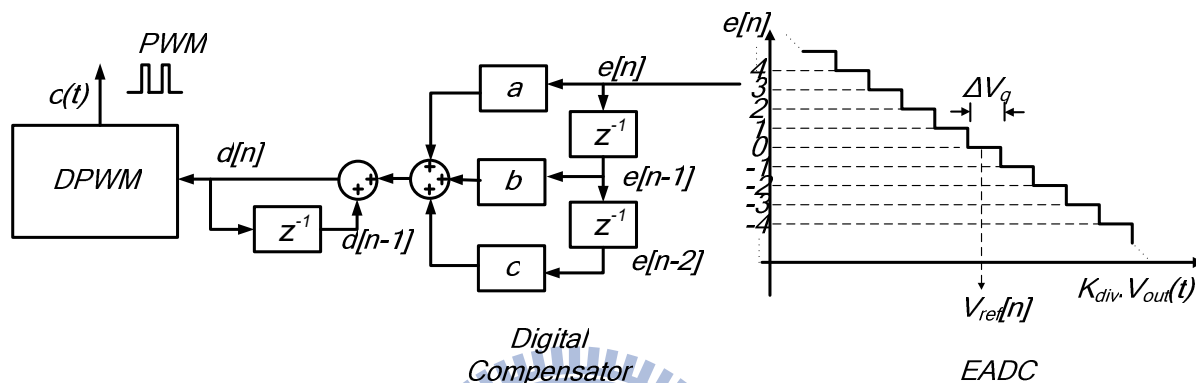 PWM
c(t)
DPWM
d[n]
z⁻¹
d[n-1]
a
b
c
e[n]
z⁻¹
e[n-1]
z⁻¹
e[n-2]
Digital
Compensator
e[n]
4
3
2
1
0
-1
-2
-3
-4
ΔVq
Vref[n]
Kdiv.Vout(t)
EADC